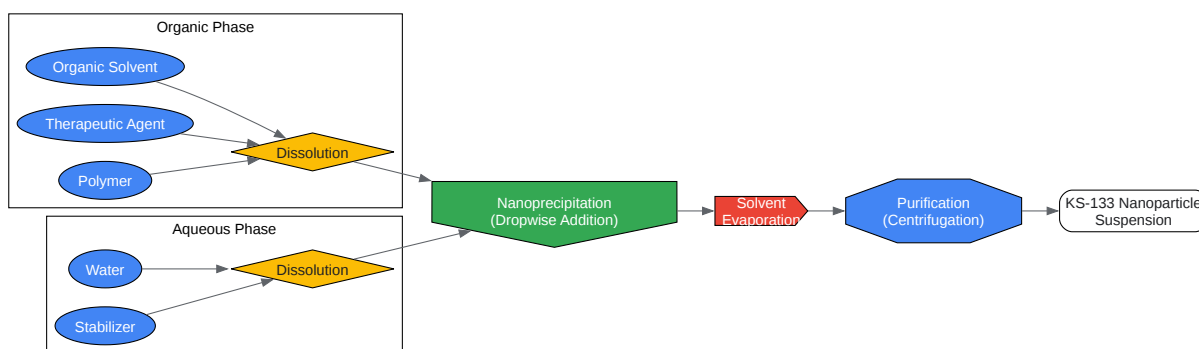 Organic Phase
Organic Solvent
Therapeutic Agent
Polymer
Dissolution
Aqueous Phase
Water
Stabilizer
Dissolution
Nanoprecipitation
(Dropwise Addition)
Solvent
Evaporation
Purification
(Centrifugation)
KS-133 Nanoparticle
Suspension